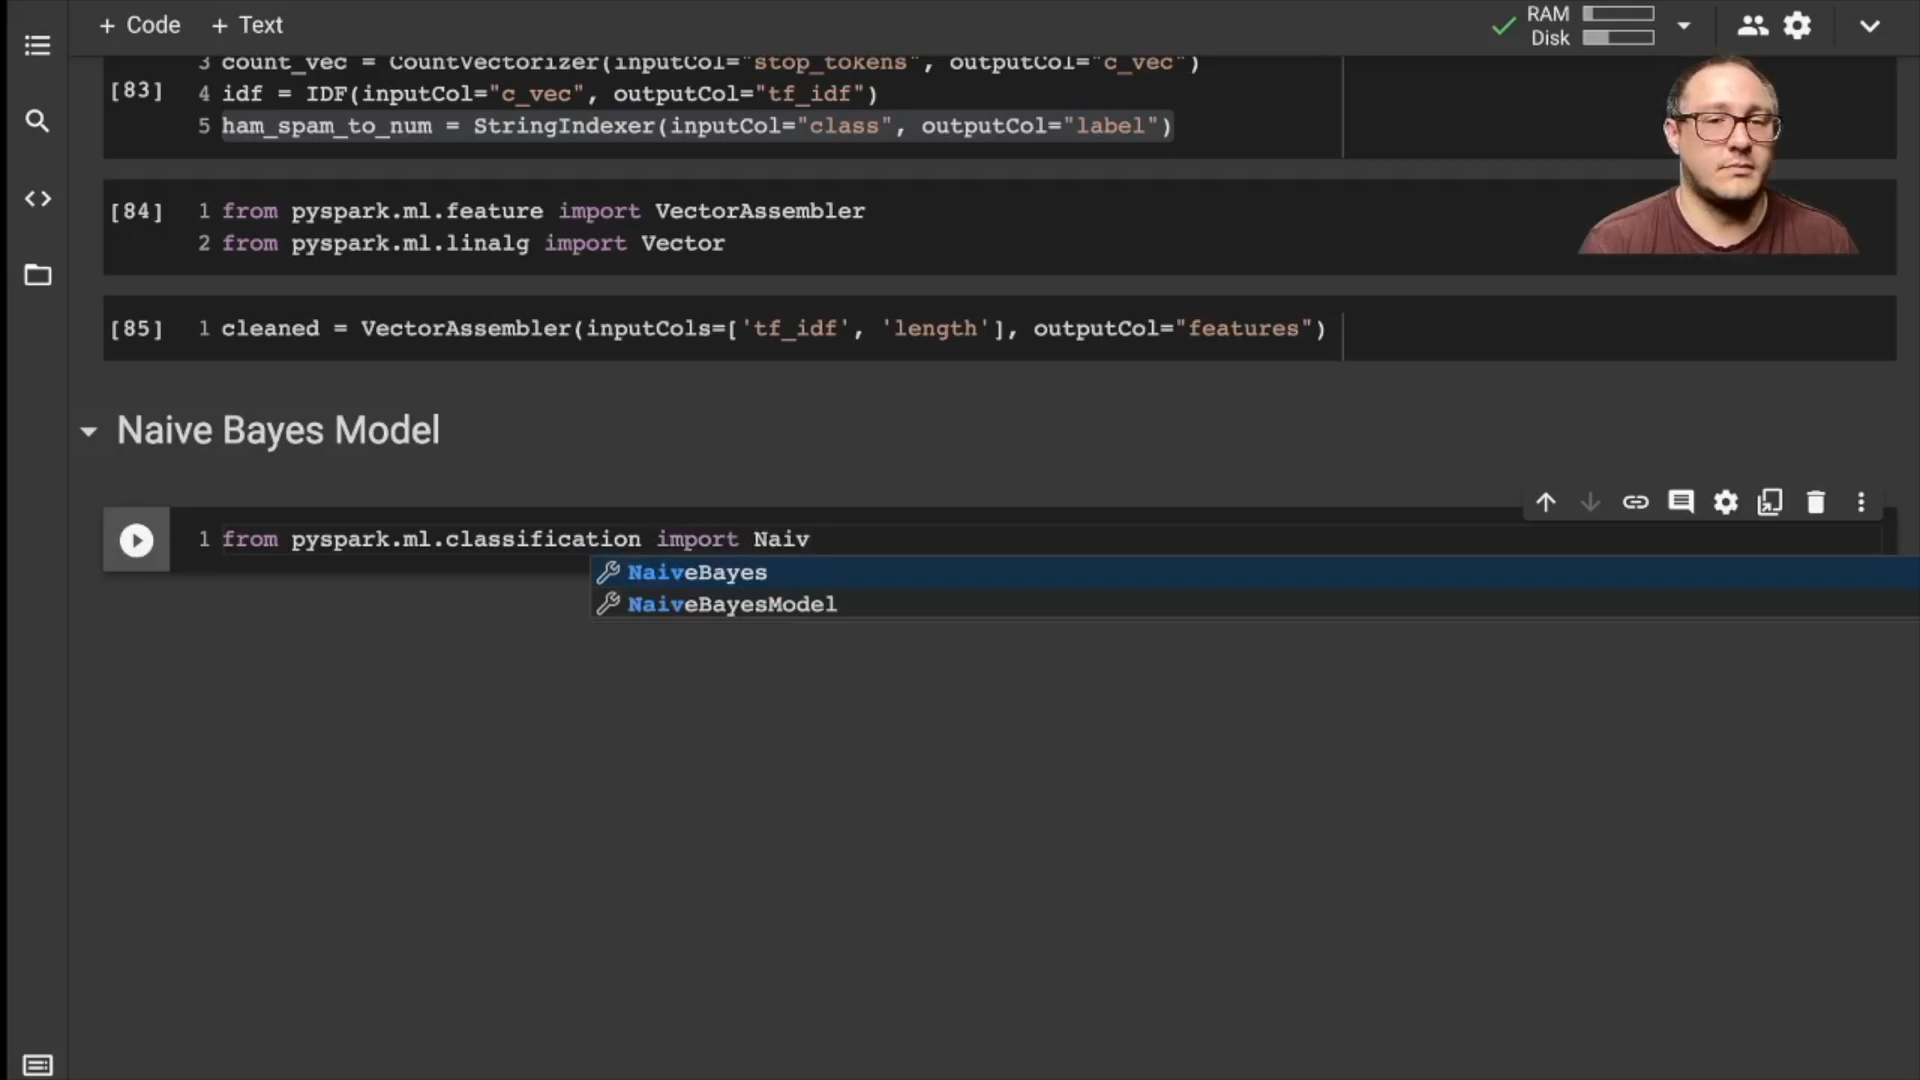 + Code + Text
RAM
Disk
3 count_vec = CountVectorizer(inputCol="stop_tokens", outputCol="c_vec")
[83] 4 idf = IDF(inputCol="c_vec", outputCol="tf_idf")
5 ham_spam_to_num = StringIndexer(inputCol="class", outputCol="label")
[84] 1 from pyspark.ml.feature import VectorAssembler
2 from pyspark.ml.linalg import Vector
[85] 1 cleaned = VectorAssembler(inputCols=['tf_idf', 'length'], outputCol="features")
Naive Bayes Model
1 from pyspark.ml.classification import Naiv
NaiveBayes
NaiveBayesModel